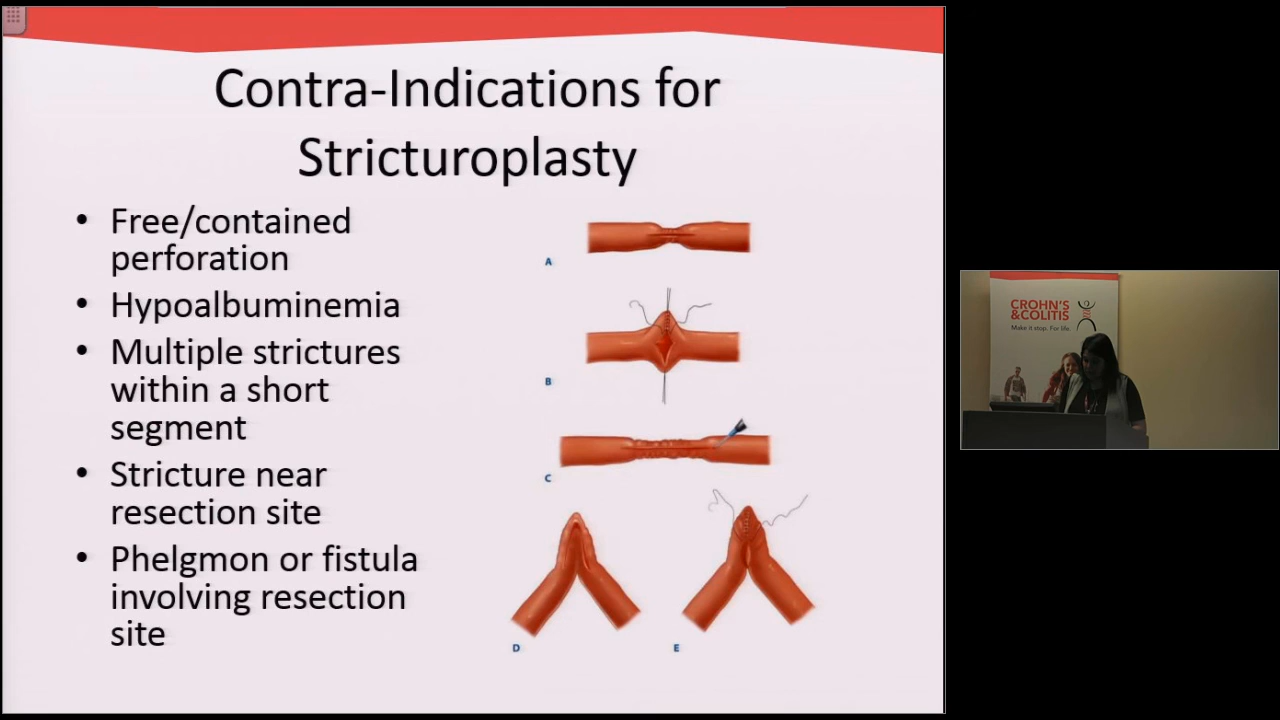 Contra-Indications for
Stricturoplasty
• Free/contained
perforation
• Hypoalbuminemia
• Multiple strictures
within a short
segment
• Stricture near
resection site
• Phelgmon or fistula
involving resection
site
A
B
C
D
E
CROHN'S
&COLITIS
Make it stop. For life.